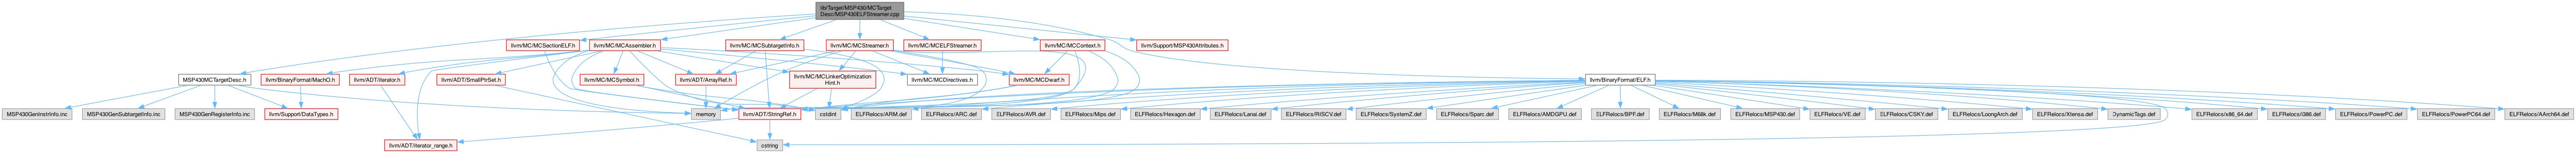 lib/Target/MSP430/MCTarget
Desc/MSP430ELFStreamer.cpp
llvm/MC/MCSectionELF.h
llvm/MC/MCAssembler.h
llvm/MC/MCSubtargetInfo.h
llvm/MC/MCStreamer.h
llvm/MC/MCELFStreamer.h
llvm/MC/MCContext.h
llvm/Support/MSP430Attributes.h
MSP430MCTargetDesc.h
llvm/BinaryFormat/MachO.h
llvm/ADT/iterator.h
llvm/ADT/SmallPtrSet.h
llvm/MC/MCSymbol.h
llvm/ADT/ArrayRef.h
llvm/MC/MCLinkerOptimization
Hint.h
llvm/MC/MCDirectives.h
llvm/MC/MCDwarf.h
llvm/BinaryFormat/ELF.h
MSP430GenInstrInfo.inc
MSP430GenSubtargetInfo.inc
MSP430GenRegisterInfo.inc
llvm/Support/DataTypes.h
memory
llvm/ADT/StringRef.h
cstdint
ELFRelocs/ARM.def
ELFRelocs/ARC.def
ELFRelocs/AVR.def
ELFRelocs/Mips.def
ELFRelocs/Hexagon.def
ELFRelocs/Lanai.def
ELFRelocs/RISCV.def
ELFRelocs/SystemZ.def
ELFRelocs/Sparc.def
ELFRelocs/AMDGPU.def
ELFRelocs/BPF.def
ELFRelocs/M68k.def
ELFRelocs/MSP430.def
ELFRelocs/VE.def
ELFRelocs/CSKY.def
ELFRelocs/LoongArch.def
ELFRelocs/Xtensa.def
DynamicTags.def
ELFRelocs/x86_64.def
ELFRelocs/i386.def
ELFRelocs/PowerPC.def
ELFRelocs/PowerPC64.def
ELFRelocs/AArch64.def
llvm/ADT/iterator_range.h
cstring